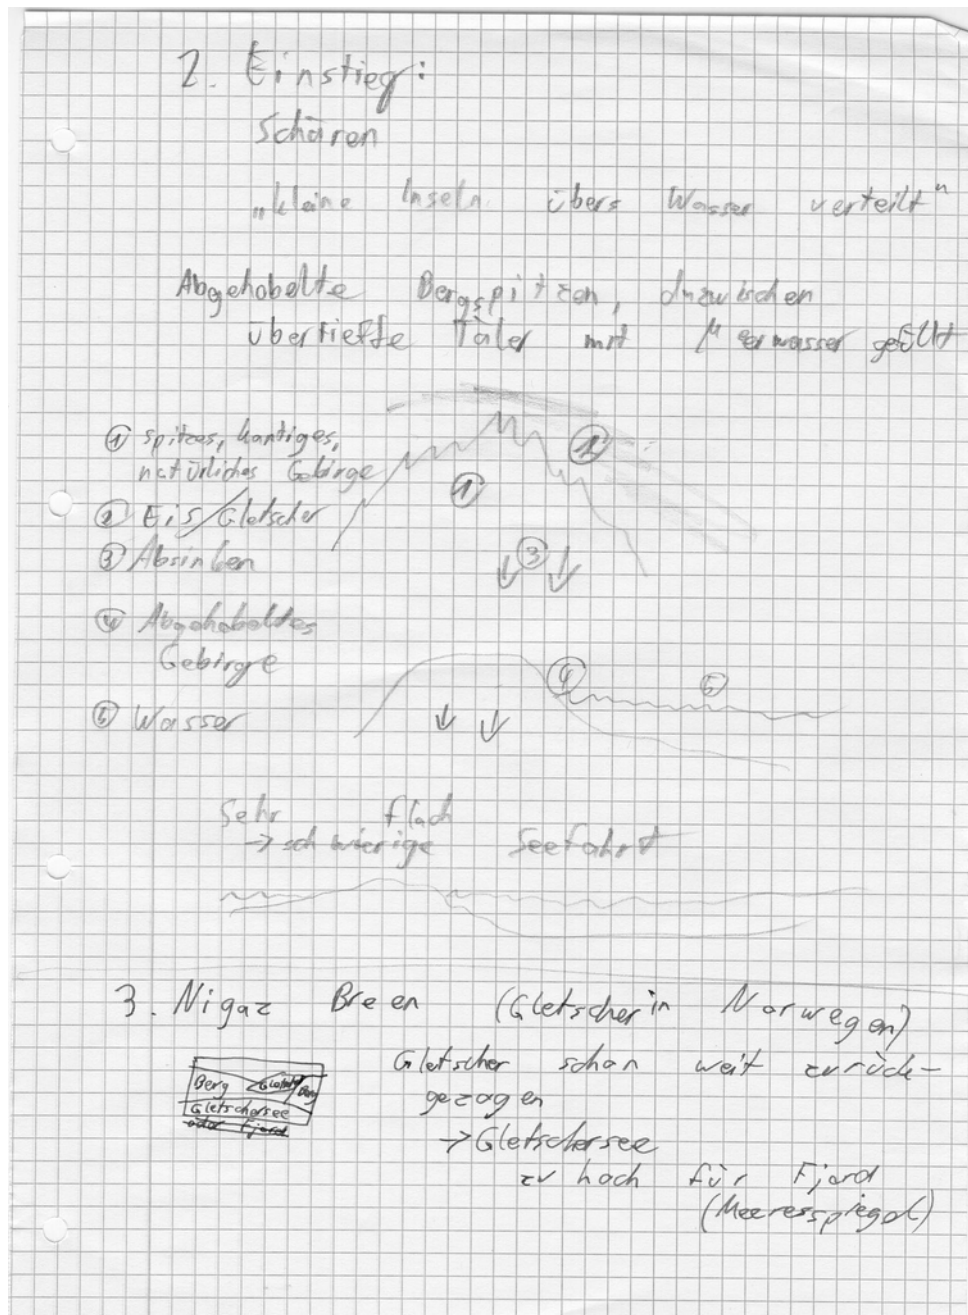 2. Einstieg:
Schären
„kleine Inseln übers Wasser verteilt"
Abgehobelte Bergspitzen, dazwischen
übertiefte Täler mit Meerwasser gefüllt
① spitzes, kantiges,
natürliches Gebirge
② Eis/Gletscher
③ Absinken
④ Abgehobeltes
Gebirge
⑤ Wasser
①
②
③
④
⑤
Sehr flach
→ schwierige Seefahrt
3. Nigaz Breen (Gletscher in Norwegen)
Gletscher schon weit zurück-
gezogen
→ Gletschersee
zu hoch für Fjord
(Meeresspiegel)
Berg Gletscher Berg
Gletschersee
oder Fjord